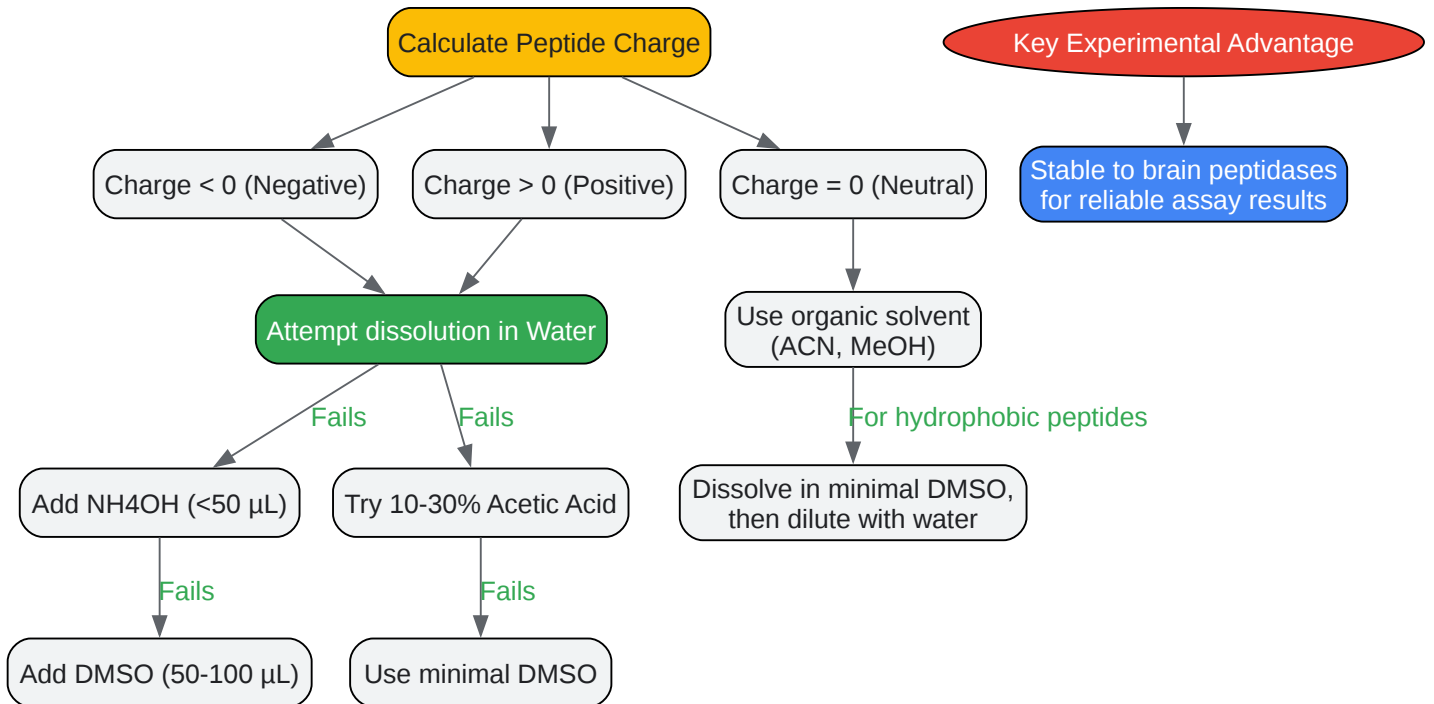 Calculate Peptide Charge
Key Experimental Advantage
Charge < 0 (Negative)
Charge > 0 (Positive)
Charge = 0 (Neutral)
Stable to brain peptidases
for reliable assay results
Attempt dissolution in Water
Use organic solvent
(ACN, MeOH)
Fails
Fails
For hydrophobic peptides
Add NH4OH (<50 µL)
Try 10-30% Acetic Acid
Dissolve in minimal DMSO,
then dilute with water
Fails
Fails
Add DMSO (50-100 µL)
Use minimal DMSO